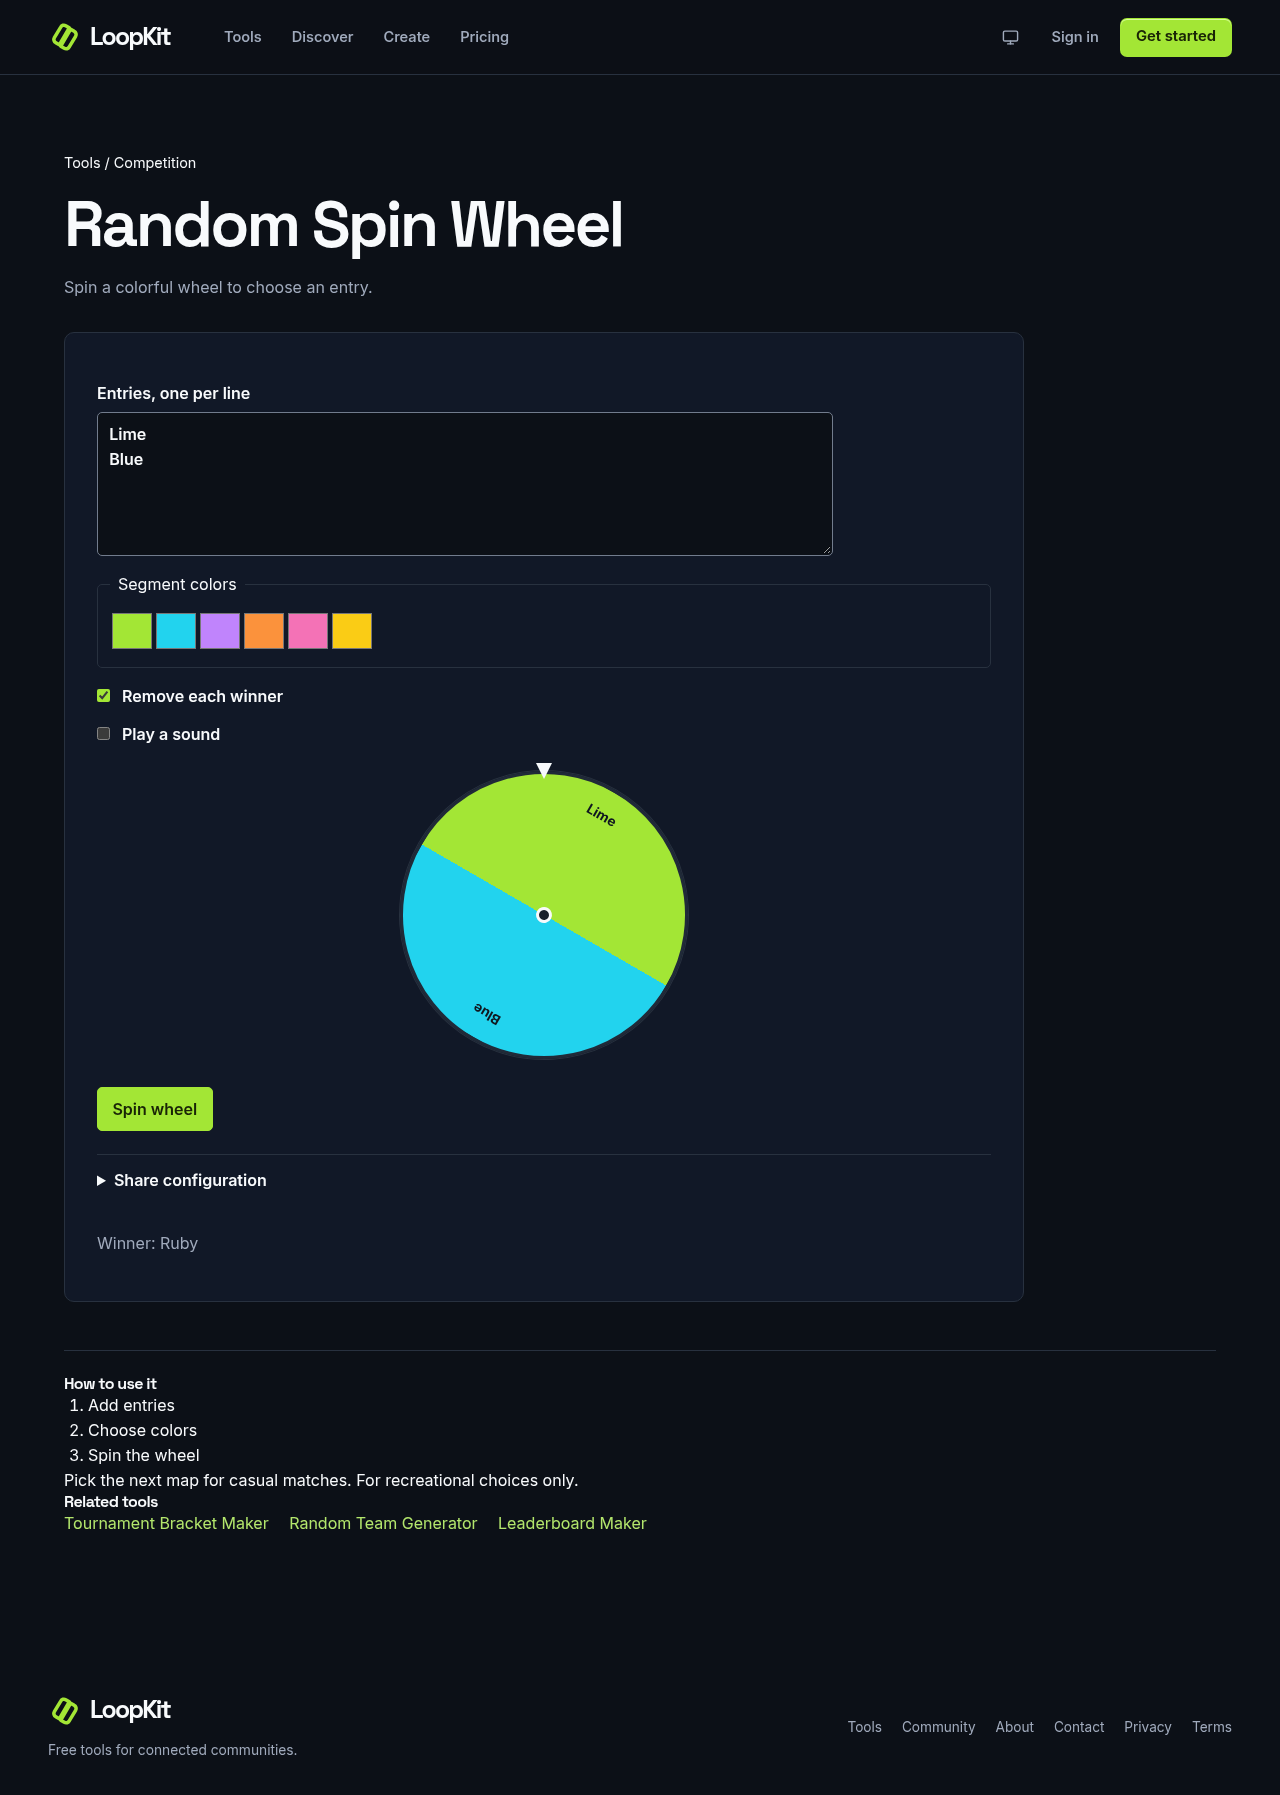 LoopKit
Tools Discover Create Pricing Sign in Get started
Tools / Competition
Random Spin Wheel
Spin a colorful wheel to choose an entry.
Entries, one per line
Lime
Blue
Segment colors
Remove each winner
Play a sound
Lime
Blue
Spin wheel
Share configuration
Winner: Ruby
How to use it
1. Add entries
2. Choose colors
3. Spin the wheel
Pick the next map for casual matches. For recreational choices only.
Related tools
Tournament Bracket Maker Random Team Generator Leaderboard Maker
LoopKit
Free tools for connected communities.
Tools Community About Contact Privacy Terms